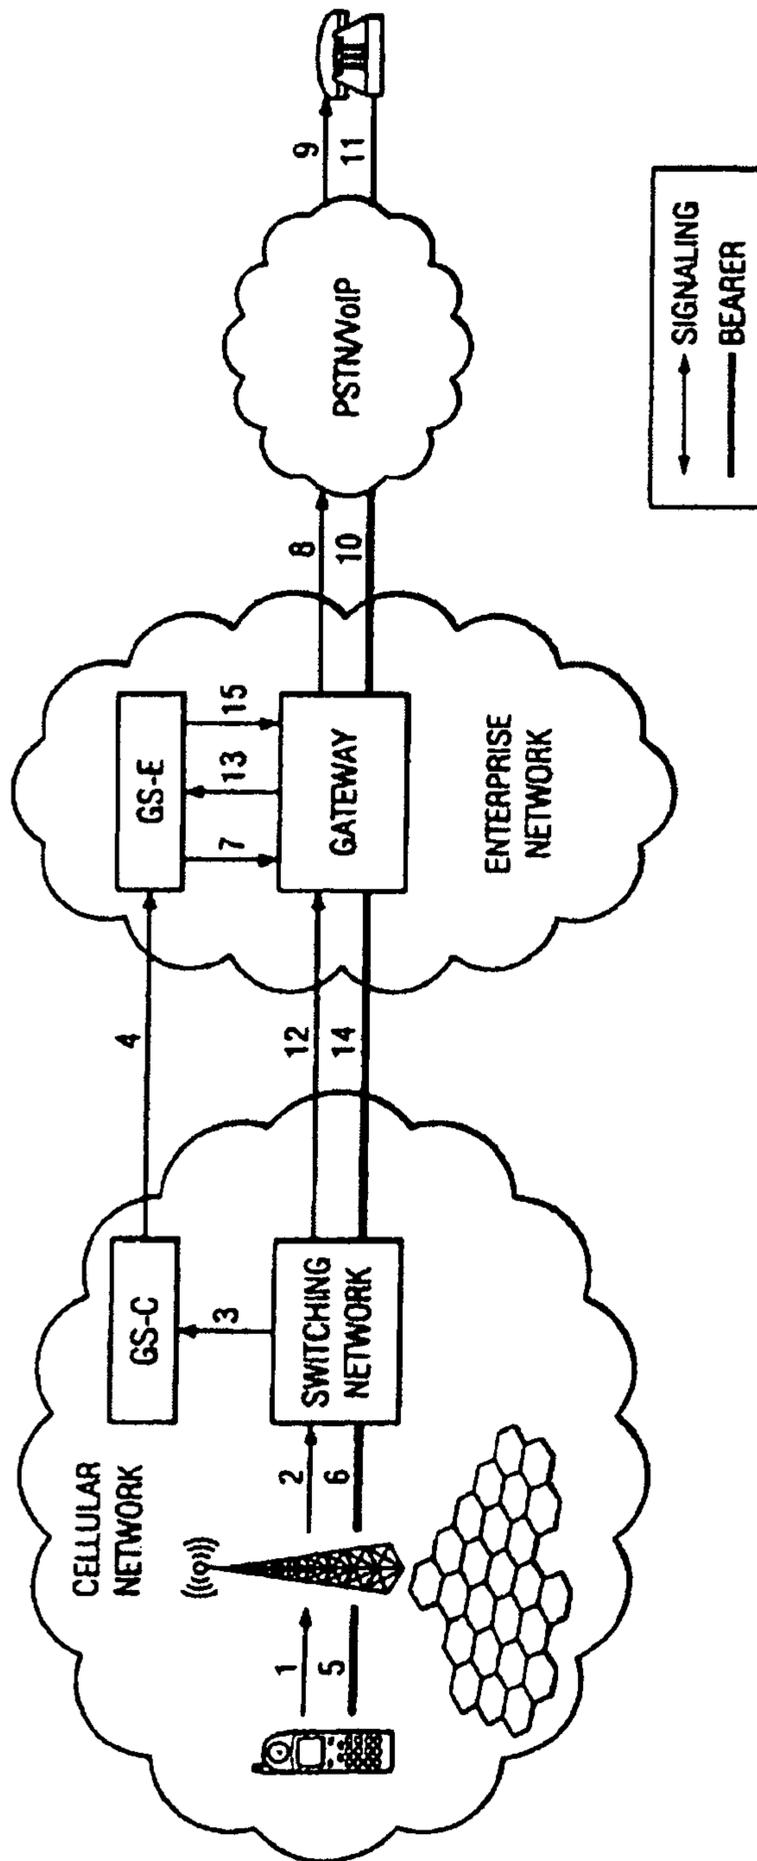 CELLULAR
NETWORK
1
5
2
6
3
GS-C
SWITCHING
NETWORK
4
12
14
GS-E
7
13
15
GATEWAY
ENTERPRISE
NETWORK
8
10
PSTN/VoIP
9
11
SIGNALING
BEARER